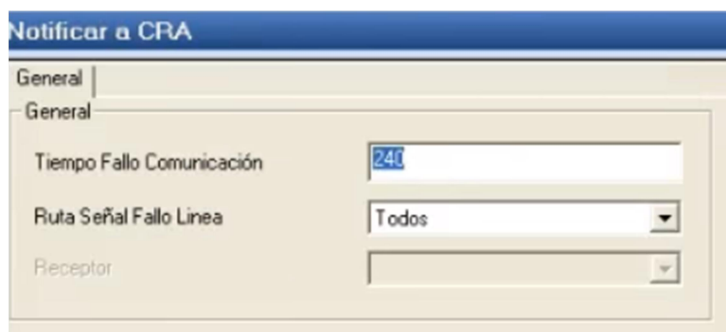 Notificar a CRA
General
General
Tiempo Fallo Comunicación
240
Ruta Señal Fallo Linea
Todos
Receptor